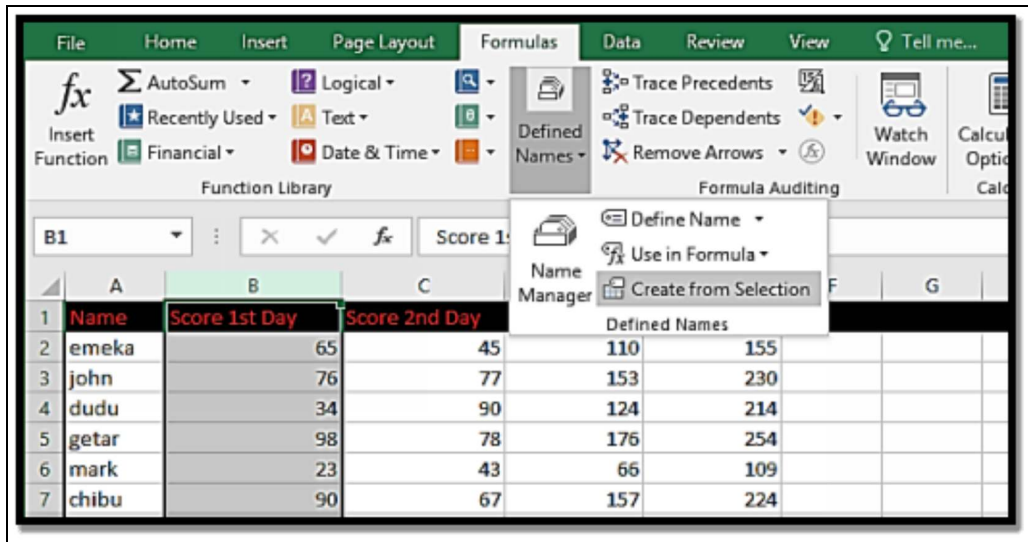 File Home Insert Page Layout Formulas Data Review View Tell me...
fx Insert Function
AutoSum
Recently Used
Financial
Logical
Text
Date & Time
Function Library
Defined Names
Trace Precedents
Trace Dependents
Remove Arrows
Formula Auditing
Watch Window
B1 fx Score 1
Name Manager
Define Name
Use in Formula
Create from Selection
Defined Names
A B C F G
1 Name Score 1st Day Score 2nd Day
2 emeka 65 45 110 155
3 john 76 77 153 230
4 dudu 34 90 124 214
5 getar 98 78 176 254
6 mark 23 43 66 109
7 chibu 90 67 157 224